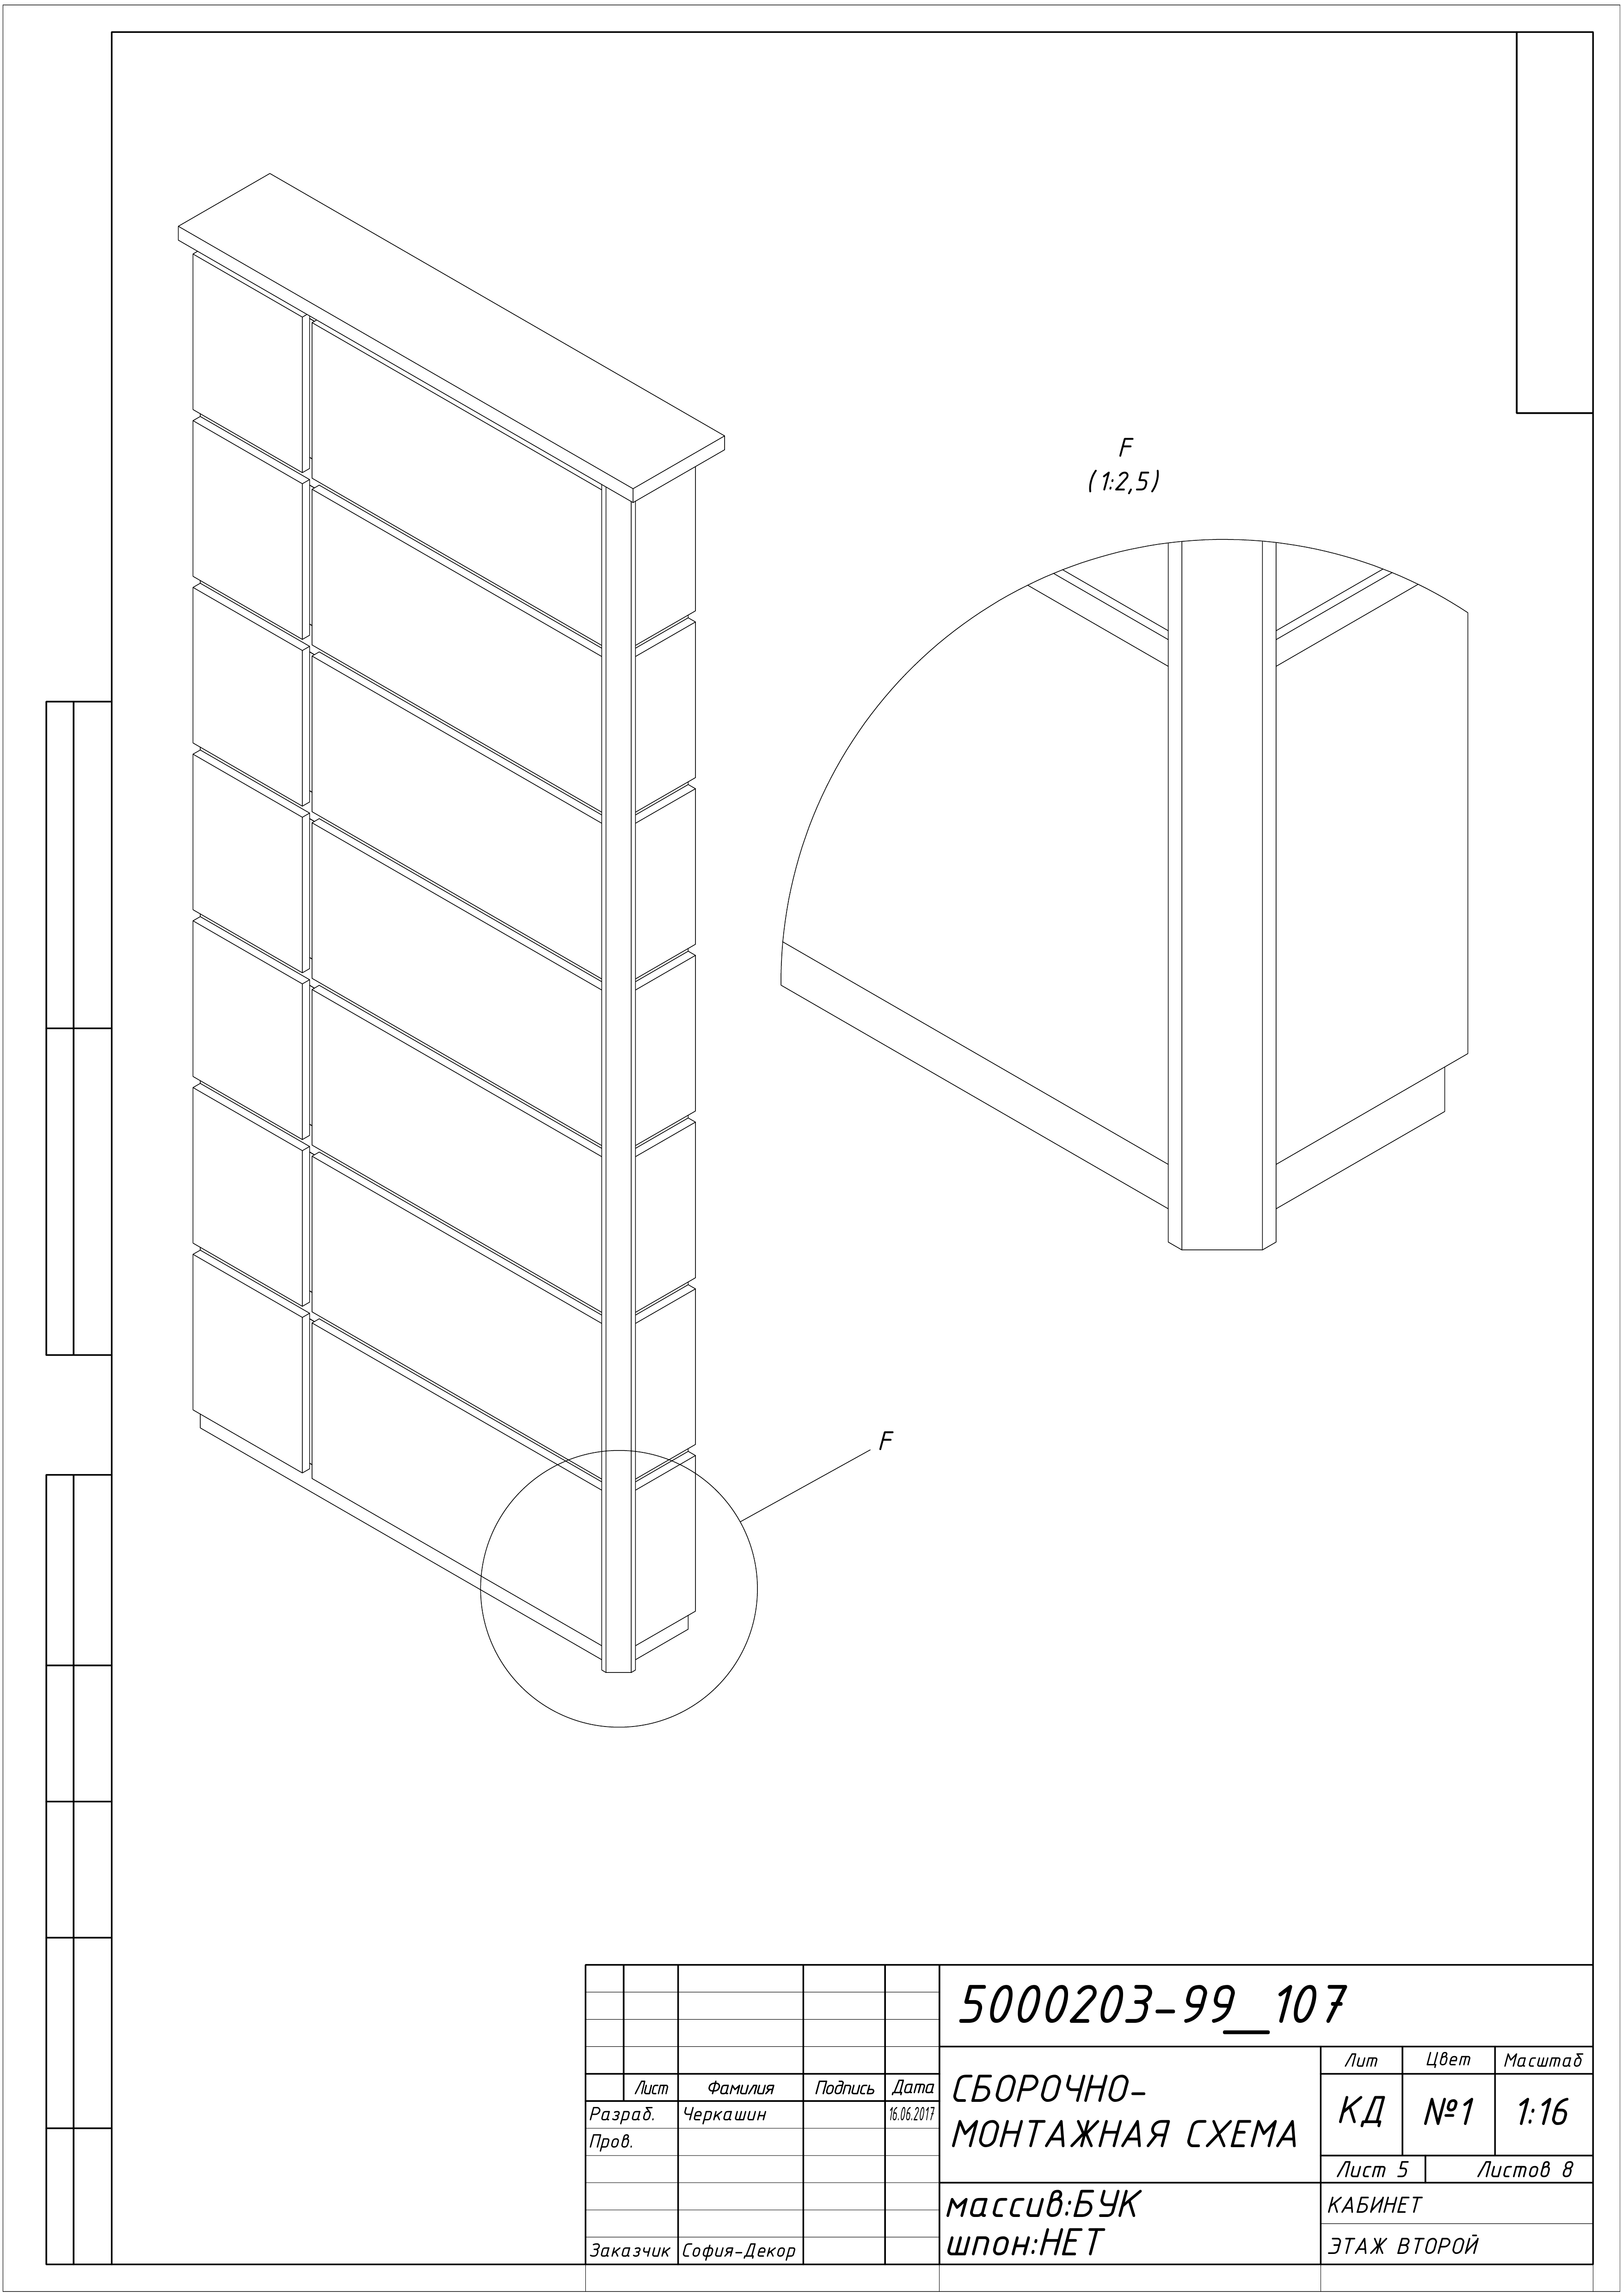 F
(1:2,5)
F
5000203-99__107
Лист Фамилия Подпись Дата
Разраб. Черкашин 16.06.2017
Пров.
Заказчик София-Декор
СБОРОЧНО-
МОНТАЖНАЯ СХЕМА
массив:БУК
шпон:НЕТ
Лит Цвет Масштаб
КД №1 1:16
Лист 5 Листов 8
КАБИНЕТ
ЭТАЖ ВТОРОЙ